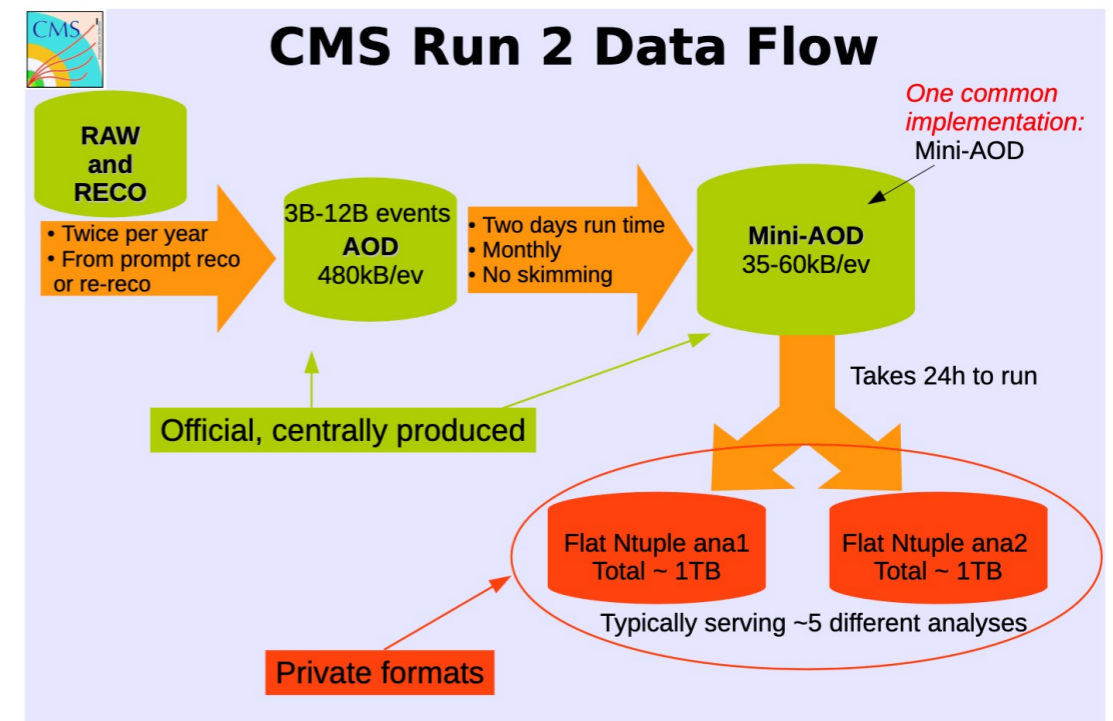 CMS
CMS Run 2 Data Flow
One common
implementation:
Mini-AOD
RAW
and
RECO
• Twice per year
• From prompt reco
or re-reco
3B-12B events
AOD
480kB/ev
• Two days run time
• Monthly
• No skimming
Mini-AOD
35-60kB/ev
Takes 24h to run
Official, centrally produced
Flat Ntuple ana1
Total ~ 1TB
Flat Ntuple ana2
Total ~ 1TB
Typically serving ~5 different analyses
Private formats